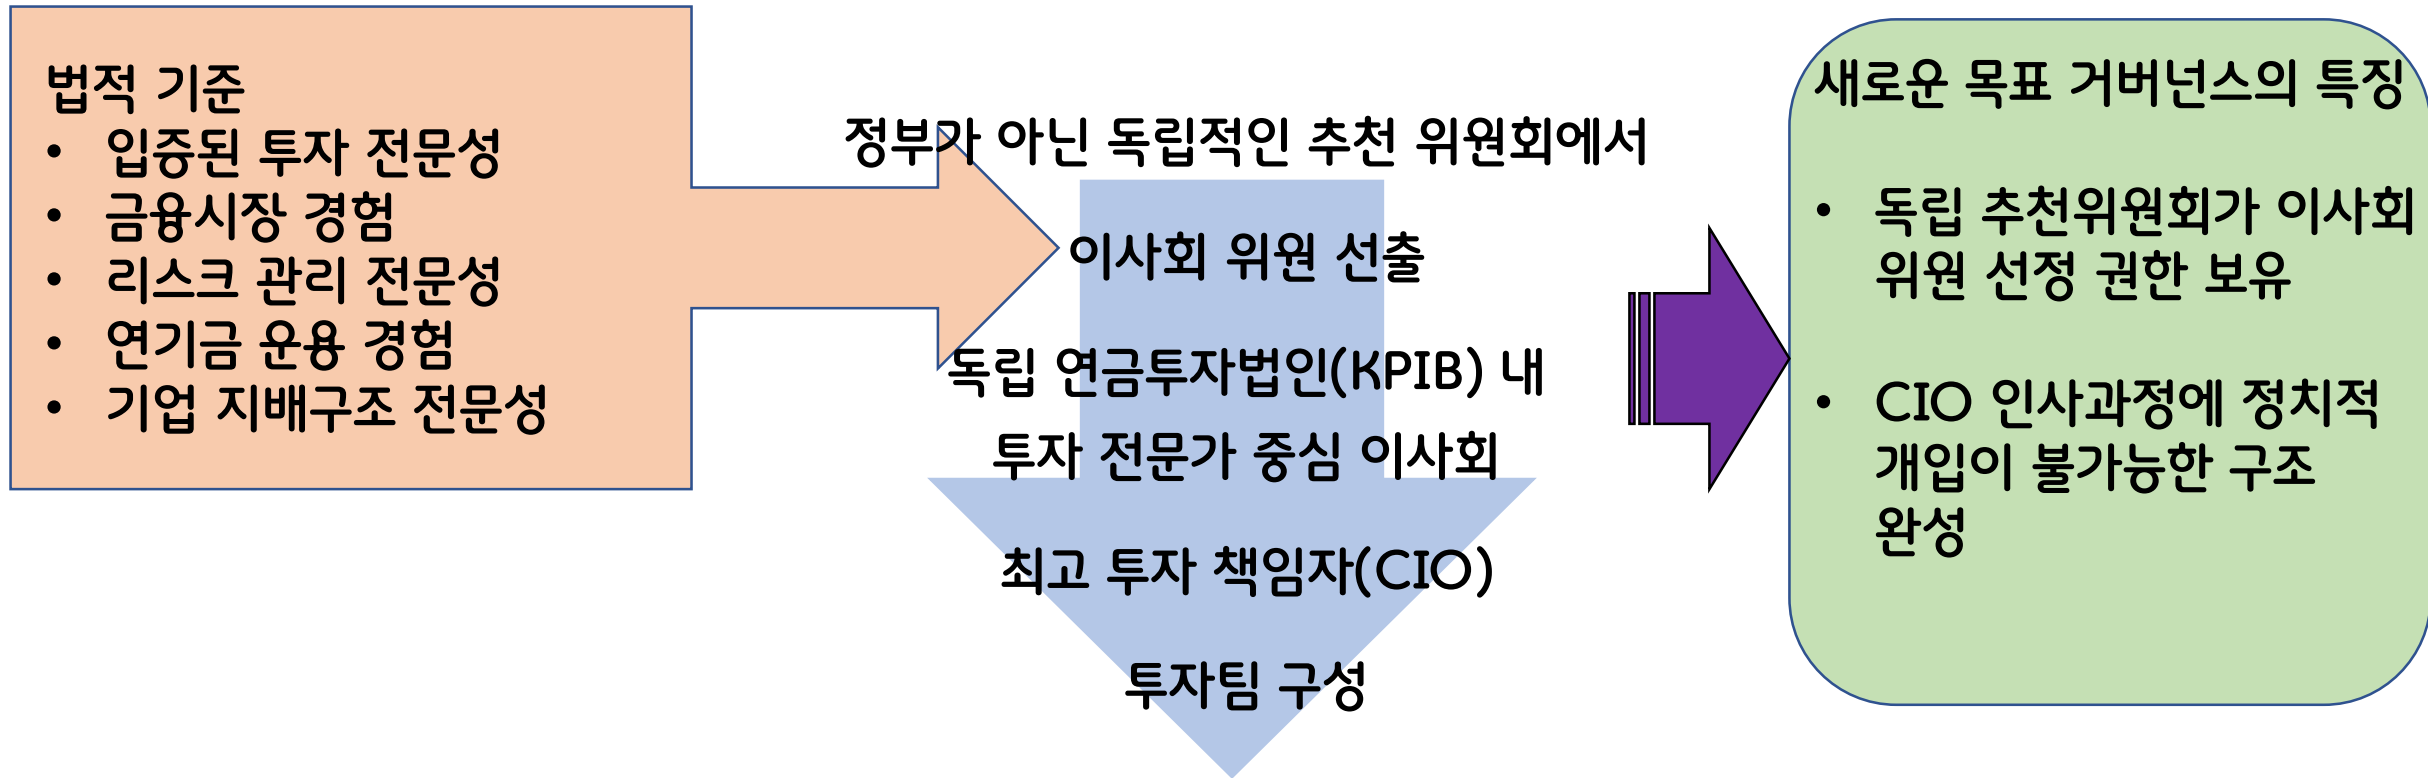 법적 기준
• 입증된 투자 전문성
• 금융시장 경험
• 리스크 관리 전문성
• 연기금 운용 경험
• 기업 지배구조 전문성
정부가 아닌 독립적인 추천 위원회에서
이사회 위원 선출
독립 연금투자법인(KPIB) 내
투자 전문가 중심 이사회
최고 투자 책임자(CIO)
투자팀 구성
새로운 목표 거버넌스의 특징
• 독립 추천위원회가 이사회
위원 선정 권한 보유
• CIO 인사과정에 정치적
개입이 불가능한 구조
완성